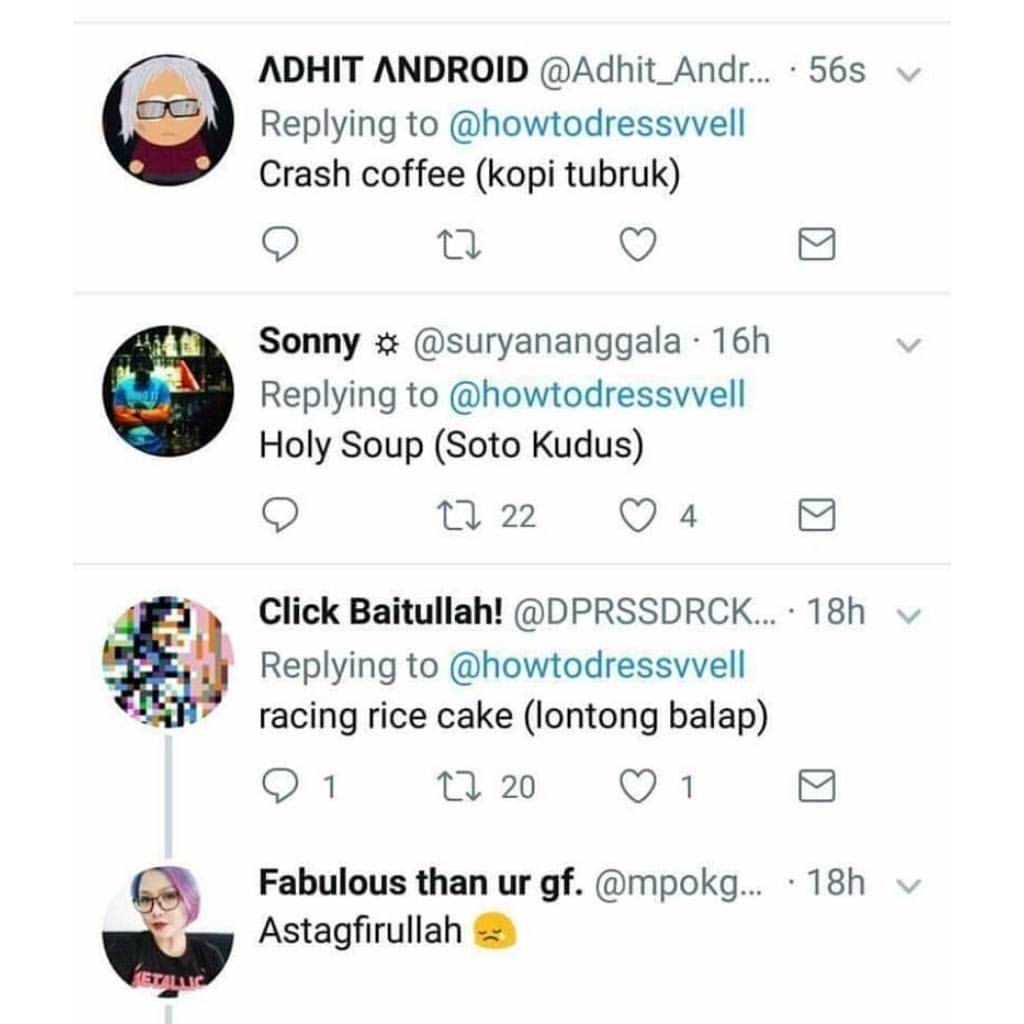 ΛDHIT ΛNDROID @Adhit_Andr... · 56s
Replying to @howtodressvvell
Crash coffee (kopi tubruk)
Sonny ☼ @suryananggala · 16h
Replying to @howtodressvvell
Holy Soup (Soto Kudus)
22 4
Click Baitullah! @DPRSSDRCK... · 18h
Replying to @howtodressvvell
racing rice cake (lontong balap)
1 20 1
Fabulous than ur gf. @mpokg... · 18h
Astagfirullah 😢
METALLIC